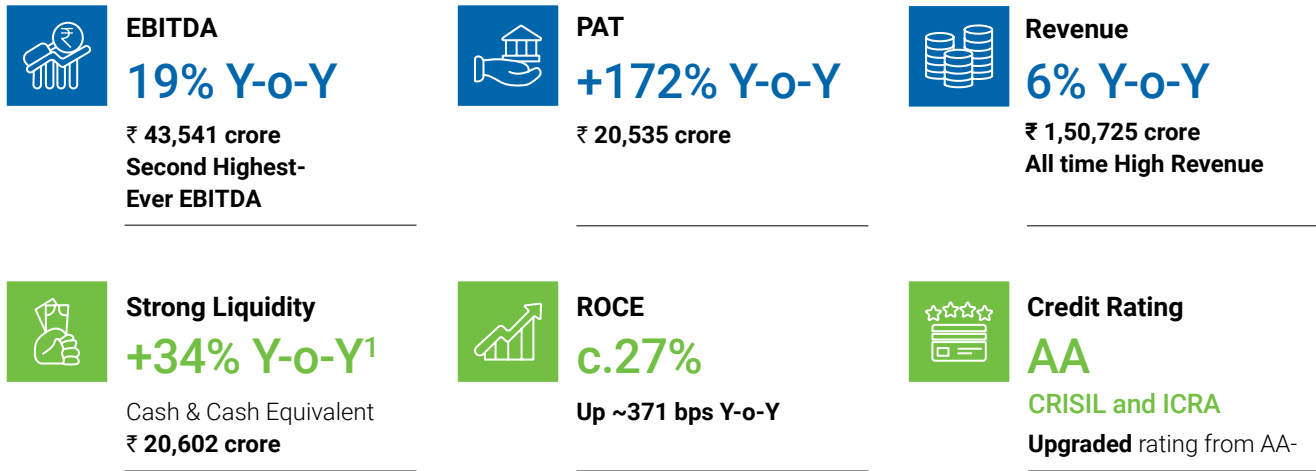 EBITDA
19% Y-o-Y
₹ 43,541 crore
Second Highest-
Ever EBITDA
PAT
+172% Y-o-Y
₹ 20,535 crore
Revenue
6% Y-o-Y
₹ 1,50,725 crore
All time High Revenue
Strong Liquidity
+34% Y-o-Y¹
Cash & Cash Equivalent
₹ 20,602 crore
ROCE
c.27%
Up ~371 bps Y-o-Y
Credit Rating
AA
CRISIL and ICRA
Upgraded rating from AA-